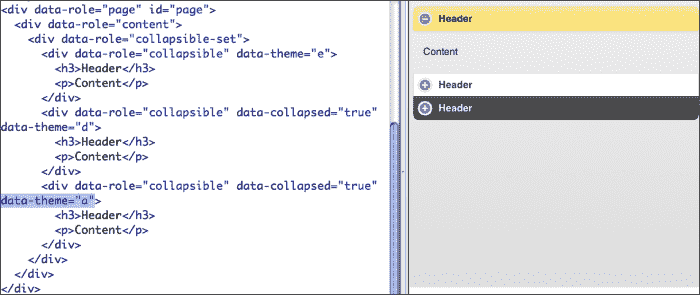 <div data-role="page" id="page">
<div data-role="content">
<div data-role="collapsible-set">
<div data-role="collapsible" data-theme="e">
<h3>Header</h3>
<p>Content</p>
</div>
<div data-role="collapsible" data-collapsed="true"
data-theme="d">
<h3>Header</h3>
<p>Content</p>
</div>
<div data-role="collapsible" data-collapsed="true"
data-theme="a">
<h3>Header</h3>
<p>Content</p>
</div>
</div>
</div>
</div>
Header
Content
Header
Header